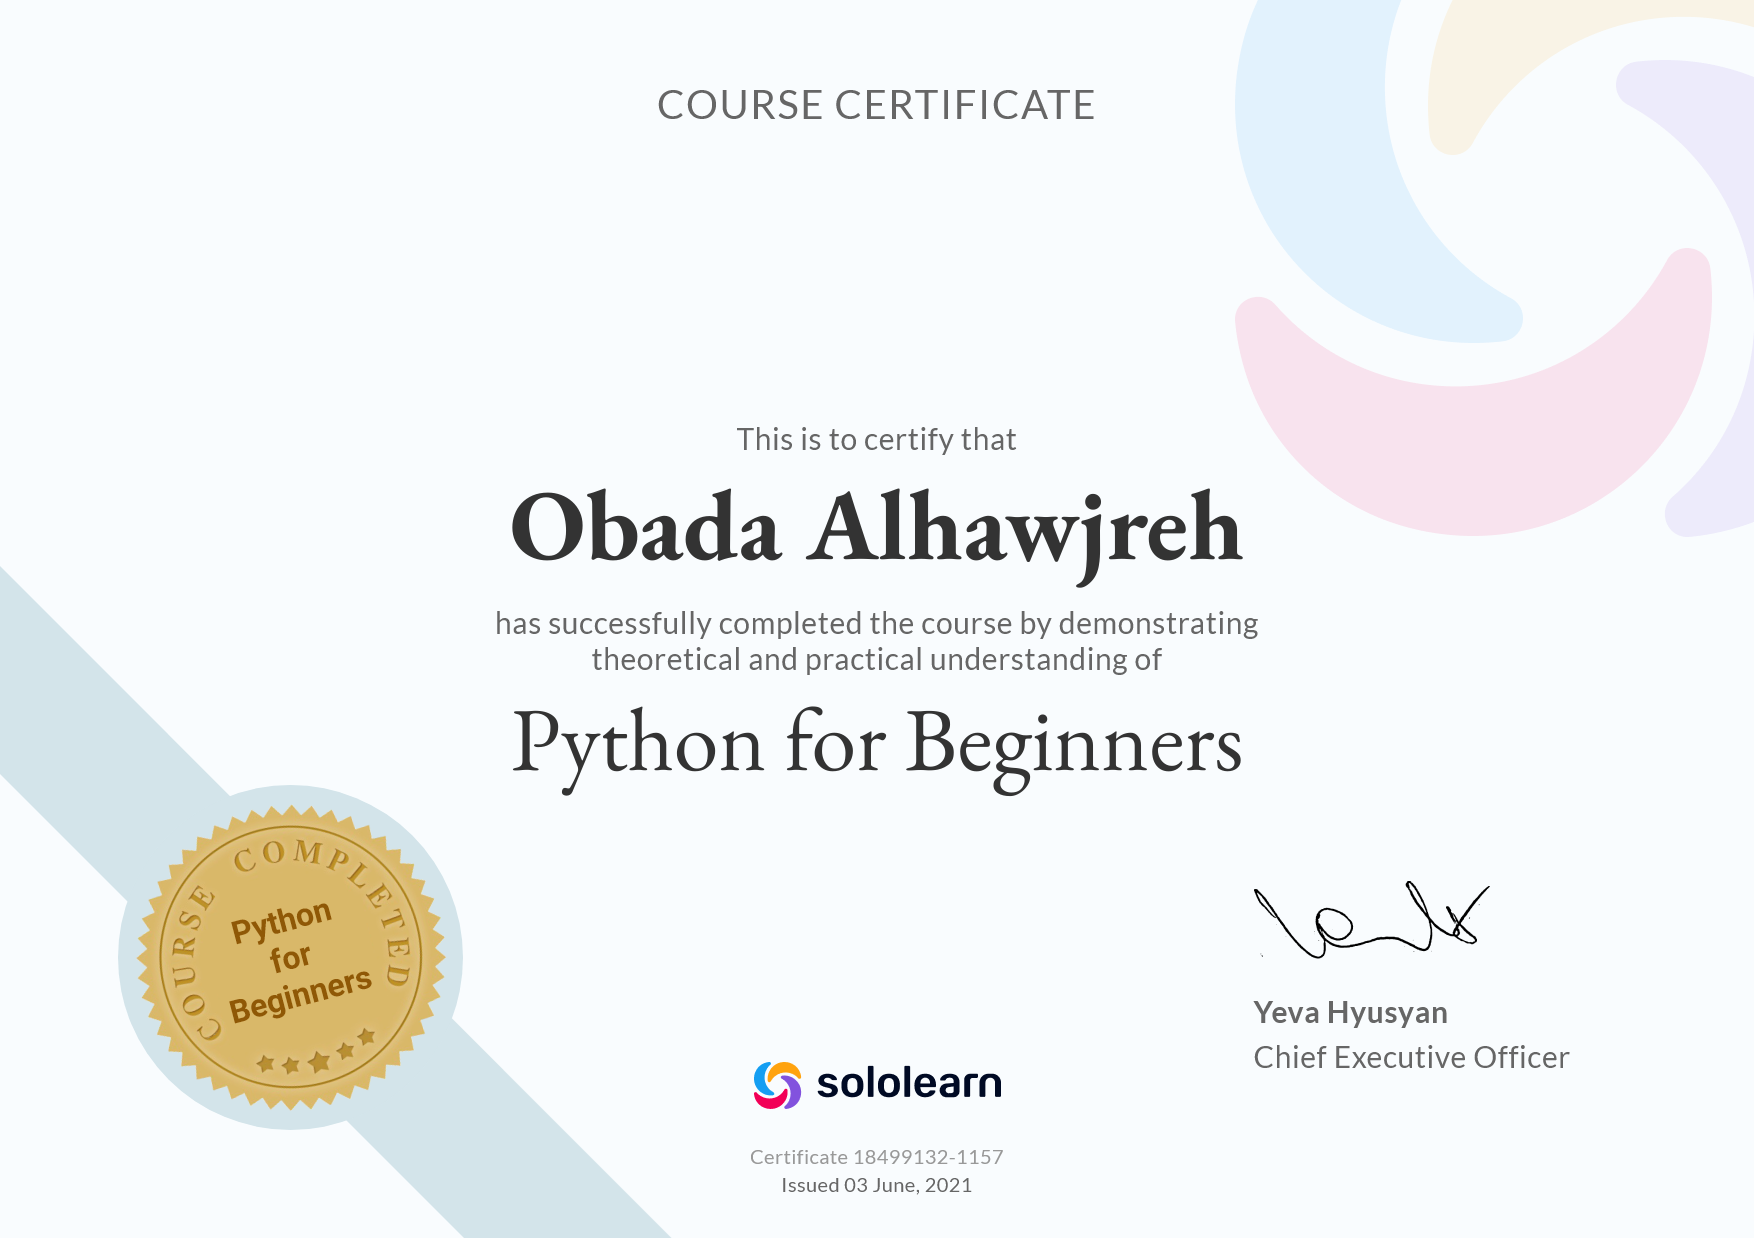 COURSE CERTIFICATE
This is to certify that
Obada Alhawjreh
has successfully completed the course by demonstrating
theoretical and practical understanding of
Python for Beginners
COURSE COMPLETED
Python
for
Beginners
Yeva Hyusyan
Chief Executive Officer
sololearn
Certificate 18499132-1157
Issued 03 June, 2021